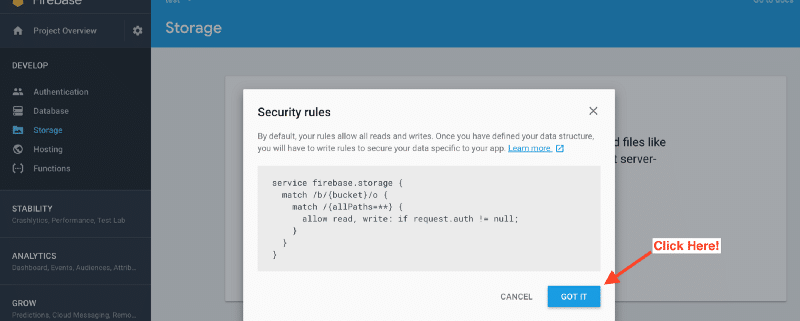 Firebase
test
Go to Docs
Project Overview
Storage
DEVELOP
Authentication
Database
Storage
Hosting
Functions
STABILITY
Crashlytics, Performance, Test Lab
ANALYTICS
Dashboard, Events, Audiences, Attrib...
GROW
Predictions, Cloud Messaging, Remo...
d files like
t server-
Security rules
By default, your rules allow all reads and writes. Once you have defined your data structure,
you will have to write rules to secure your data specific to your app. Learn more
service firebase.storage {
match /b/{bucket}/o {
match /{allPaths=**} {
allow read, write: if request.auth != null;
}
}
}
Click Here!
CANCEL
GOT IT